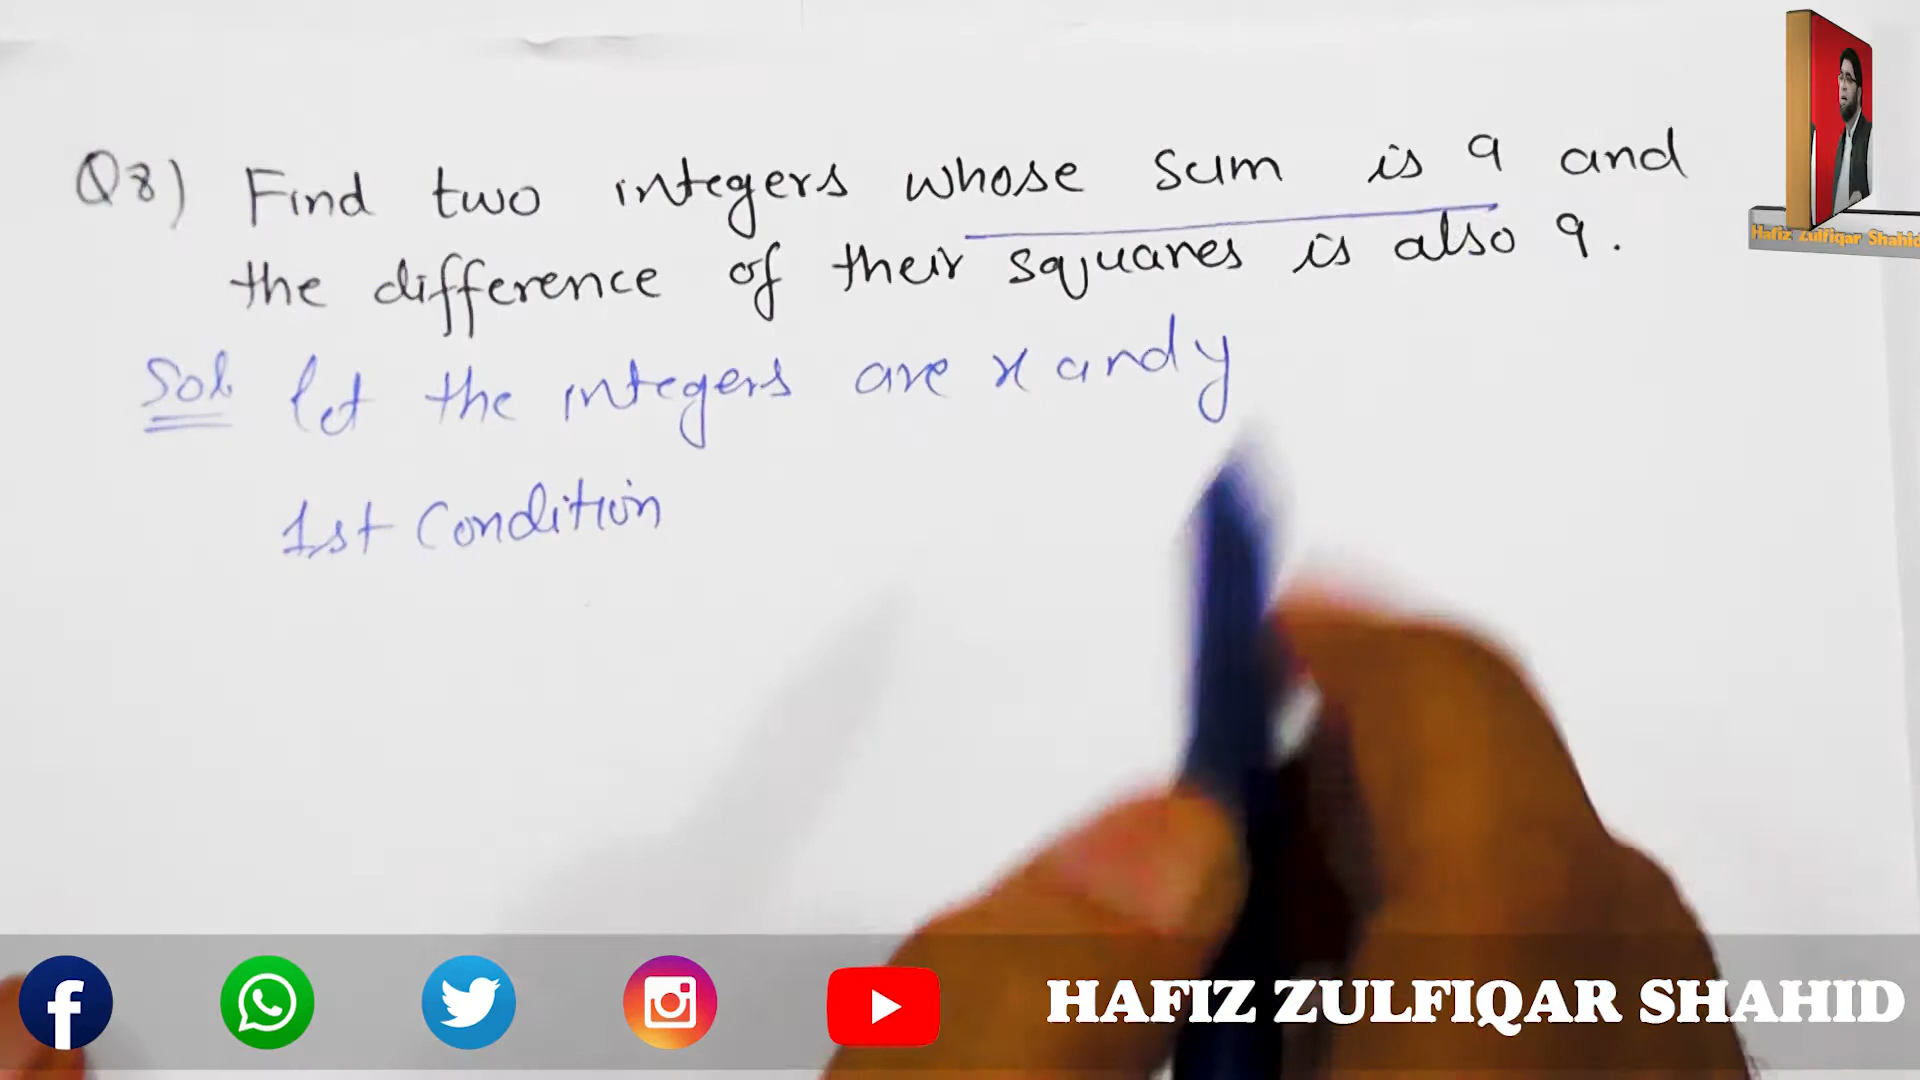 Q8) Find two integers whose sum is 9 and
the difference of their squares is also 9.
Sol let the integers are x and y
1st Condition
Hafiz Zulfiqar Shahid
HAFIZ ZULFIQAR SHAHID